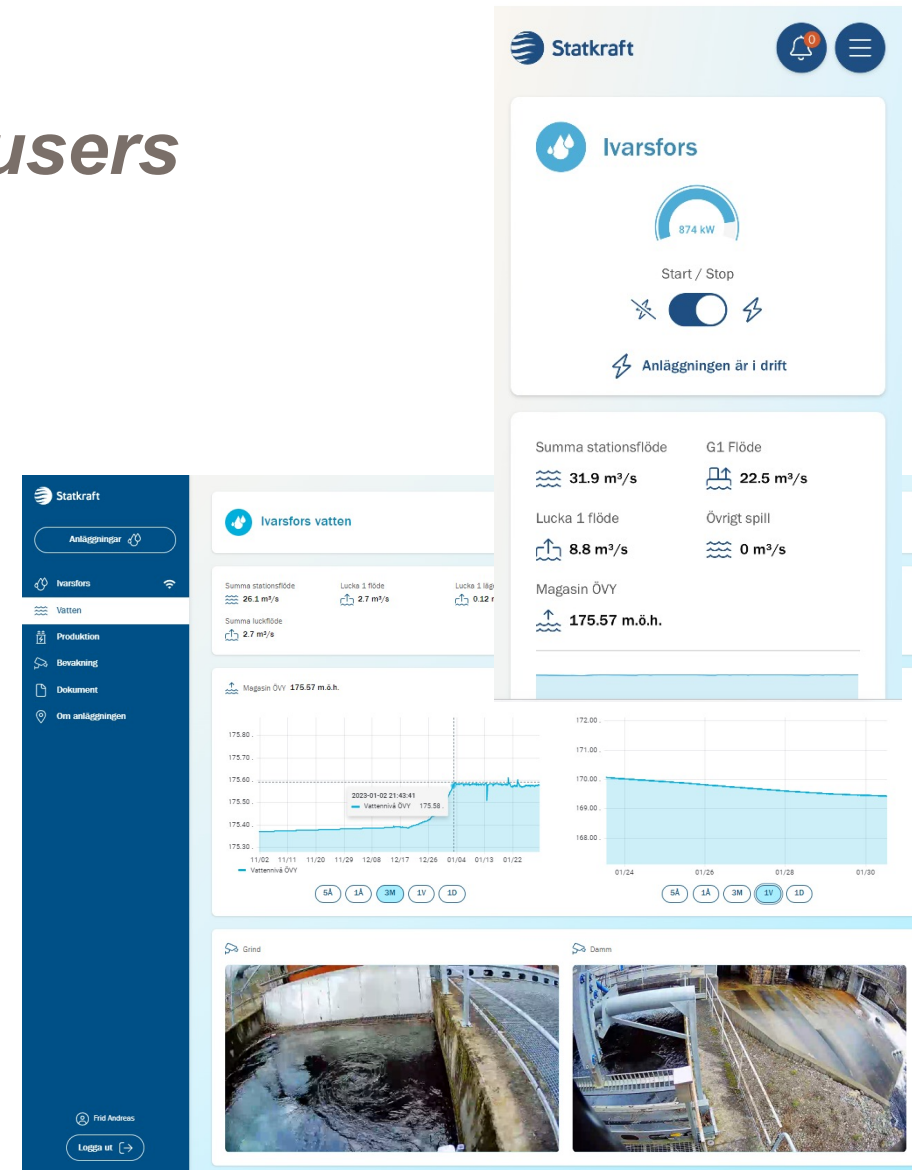 users
Statkraft
0
Ivarsfors
874 kW
Start / Stop
Anläggningen är i drift
Summa stationsflöde G1 Flöde
31.9 m³/s 22.5 m³/s
Lucka 1 flöde Övrigt spill
8.8 m³/s 0 m³/s
Magasin ÖVY
175.57 m.ö.h.
Statkraft
Anläggningar
Ivarsfors
Vatten
Produktion
Bevakning
Dokument
Om anläggningen
Frid Andreas
Logga ut
Ivarsfors vatten
Summa stationsflöde Lucka 1 flöde Lucka 1
26.1 m³/s 2.7 m³/s 0.12
Summa luckflöde
2.7 m³/s
Magasin ÖVY 175.57 m.ö.h.
175.80
175.70
175.60
175.50
175.40
175.30
2023-01-02 21:43:41
Vattennivå ÖVY 175.58
11/02 11/11 11/20 11/29 12/08 12/17 12/26 01/04 01/13 01/22
Vattennivå ÖVY
5Å 1Å 3M 1V 1D
172.00
171.00
170.00
169.00
168.00
01/24 01/26 01/28 01/30
5Å 1Å 3M 1V 1D
Grind Damm